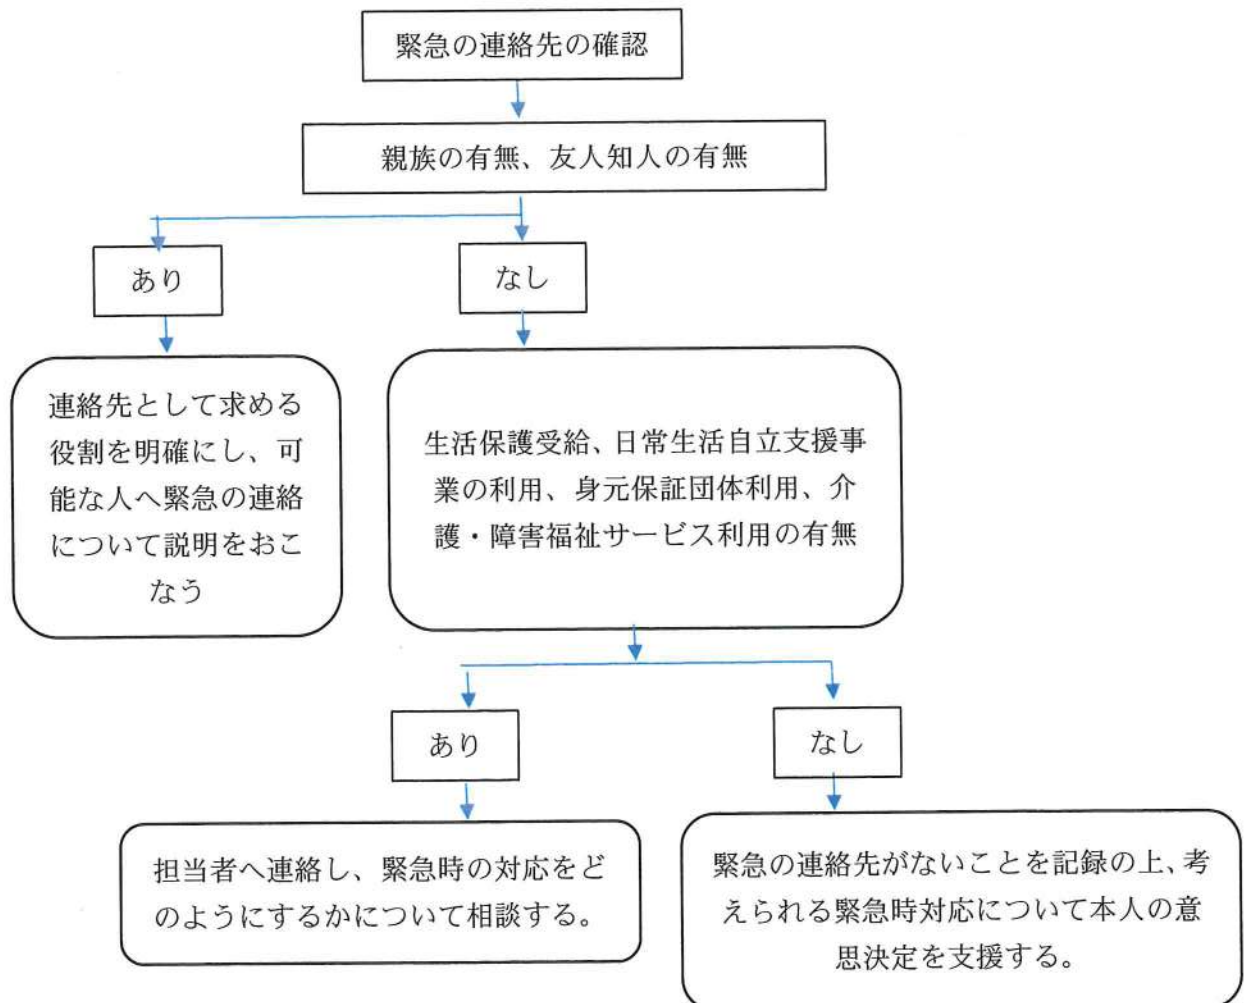 緊急の連絡先の確認
親族の有無、友人知人の有無
あり
なし
連絡先として求める
役割を明確にし、可
能な人へ緊急の連絡
について説明をおこ
なう
生活保護受給、日常生活自立支援事
業の利用、身元保証団体利用、介
護・障害福祉サービス利用の有無
あり
なし
担当者へ連絡し、緊急時の対応をど
のようにするかについて相談する。
緊急の連絡先がないことを記録の上、考
えられる緊急時対応について本人の意
思決定を支援する。